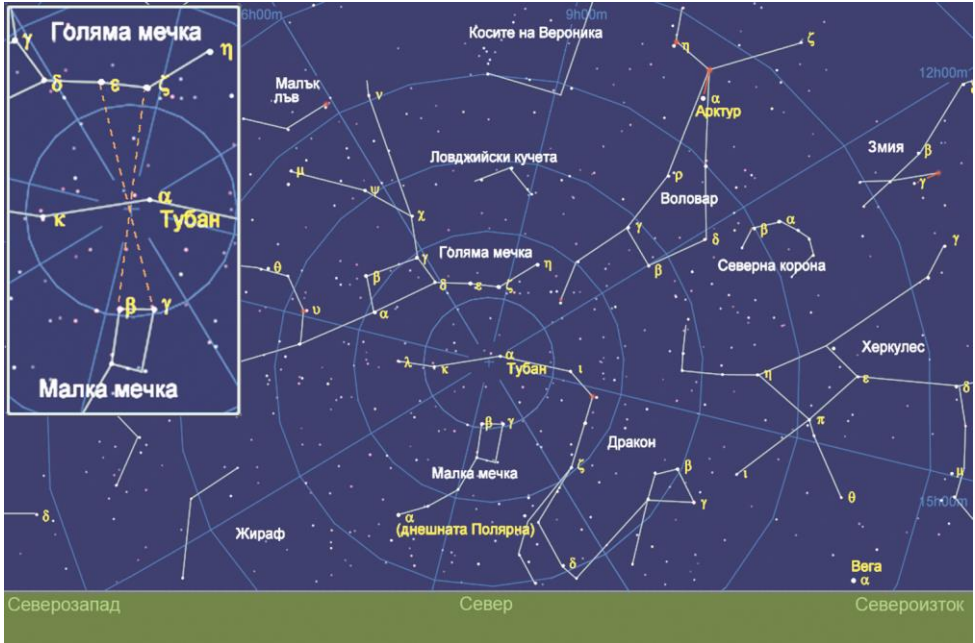 Голяма мечка
γ
η
δ
ε
ζ
α
κ
Тубан
β
γ
Малка мечка
6h00m
9h00m
12h00m
15h00m
Косите на Вероника
η
ζ
Малък
лъв
ν
α
Арктур
Змия
β
γ
Ловджийски кучета
μ
ψ
ρ
Воловар
χ
γ
δ
β
β
α
Северна корона
γ
θ
υ
γ
Голяма мечка
η
β
δ
ε
ζ
α
Херкулес
λ
κ
α
Тубан
ι
η
ε
δ
π
β
γ
Дракон
Малка мечка
ζ
β
γ
ι
θ
μ
α
(днешната Полярна)
δ
Жираф
δ
Вега
α
Северозапад
Север
Североизток